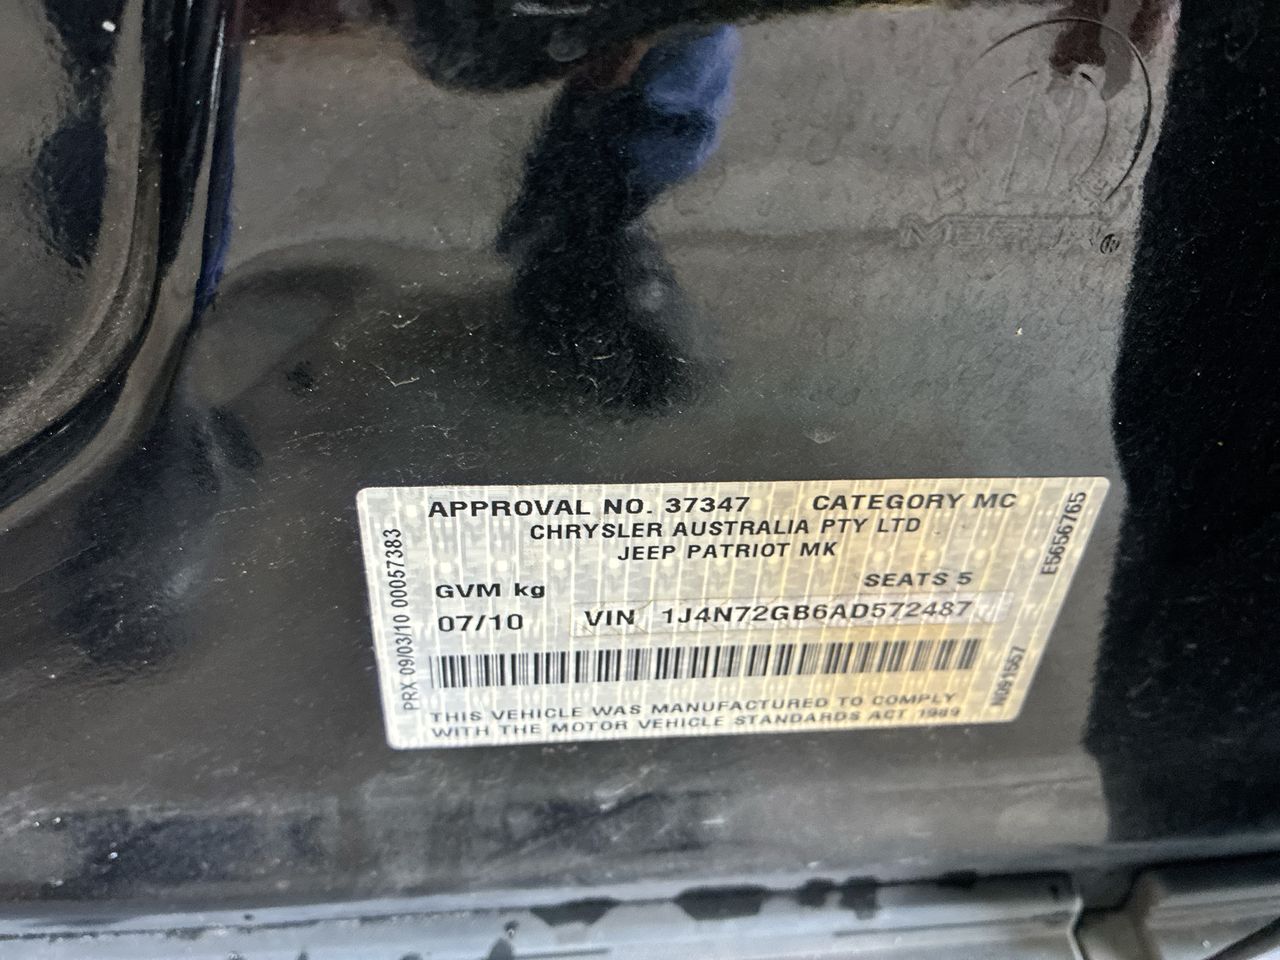 APPROVAL NO. 37347 CATEGORY MC
CHRYSLER AUSTRALIA PTY LTD
JEEP PATRIOT MK
GVM kg SEATS 5
07/10 VIN 1J4N72GB6AD572487
THIS VEHICLE WAS MANUFACTURED TO COMPLY
WITH THE MOTOR VEHICLE STANDARDS ACT 1989
PRX 09/03/10 00057383
E5656765